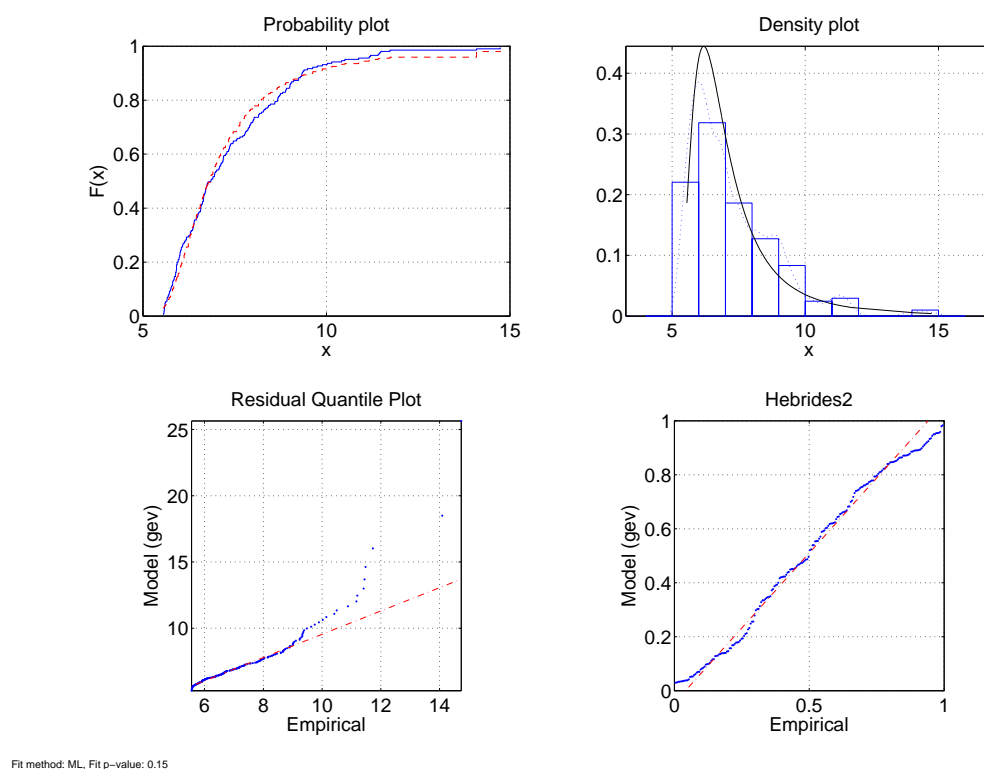 Probability plot
F(x)
1
0.8
0.6
0.4
0.2
0
5 10 15
x
Density plot
0.4
0.3
0.2
0.1
0
5 10 15
x
Residual Quantile Plot
Model (gev)
25
20
15
10
6 8 10 12 14
Empirical
Hebrides2
Model (gev)
1
0.8
0.6
0.4
0.2
0
0 0.5 1
Empirical
Fit method: ML, Fit p−value: 0.15